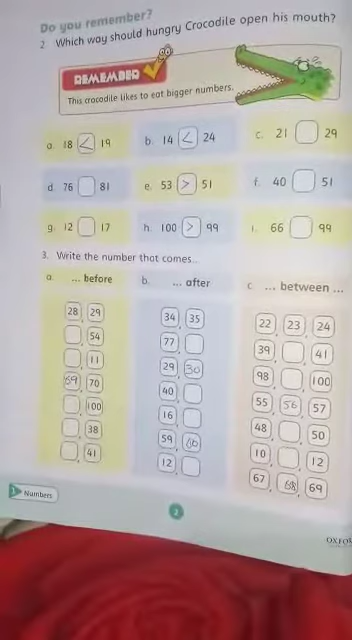 Do you remember?
2 Which way should hungry Crocodile open his mouth?
REMEMBER
This crocodile likes to eat bigger numbers.
a. 18 < 19 b. 14 < 24 c. 21 29
d. 76 81 e. 53 > 51 f. 40 51
g. 12 17 h. 100 > 99 i. 66 99
3. Write the number that comes...
a. ... before b. ... after c. ... between ...
28, 29 34, 35 22, 23, 24
, 54 77, 39, , 41
, 11 29, 30 98, , 100
69, 70 40, 55, 56, 57
, 100 16, 48, , 50
, 38 59, 60 10, , 12
, 41 12, 67, 68, 69
1 Numbers
2